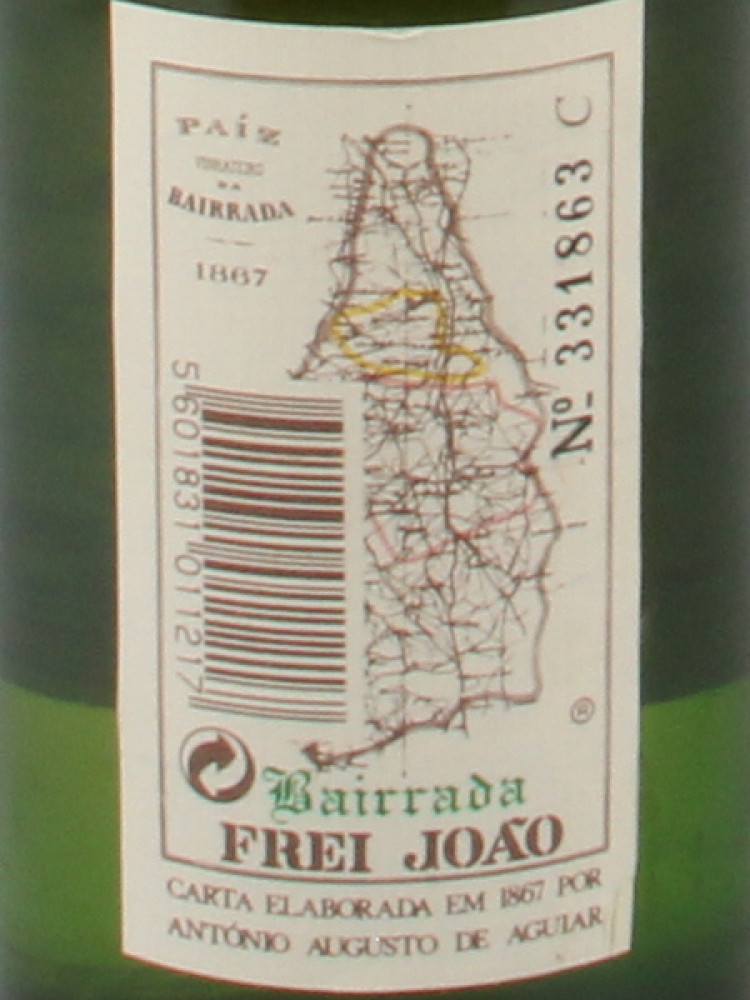 PAÍZ
DA
BAIRRADA
1867
Nº 331863 C
5 601831 011217
®
Bairrada
FREI JOÃO
CARTA ELABORADA EM 1867 POR
ANTÓNIO AUGUSTO DE AGUIAR